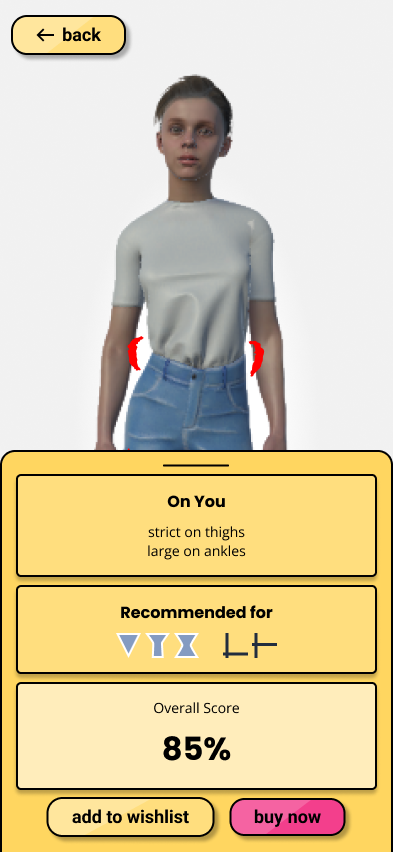 back
On You
strict on thighs
large on ankles
Recommended for
Overall Score
85%
add to wishlist
buy now